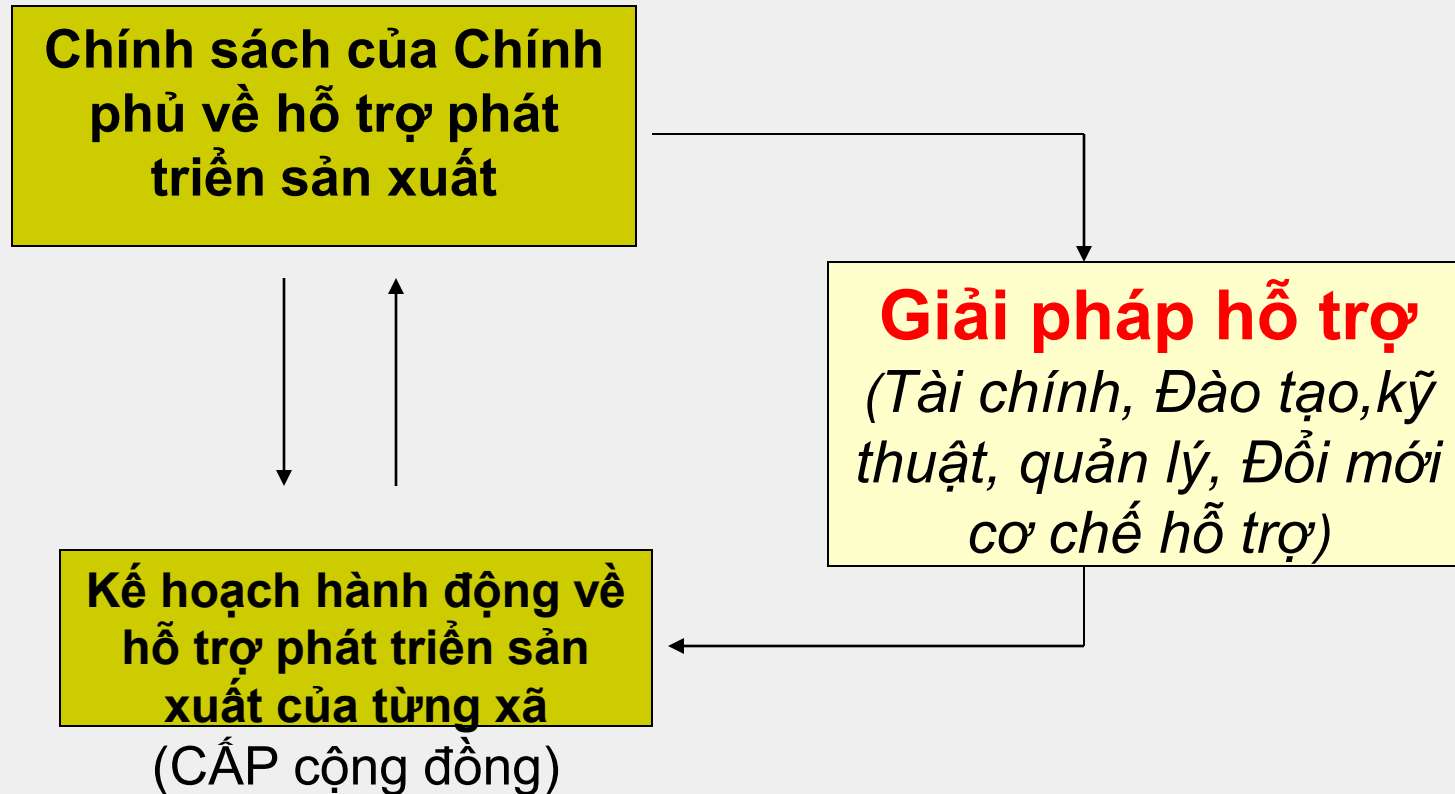 Chính sách của Chính
phủ về hỗ trợ phát
triển sản xuất
Giải pháp hỗ trợ
(Tài chính, Đào tạo,kỹ
thuật, quản lý, Đổi mới
cơ chế hỗ trợ)
Kế hoạch hành động về
hỗ trợ phát triển sản
xuất của từng xã
(CẤP cộng đồng)